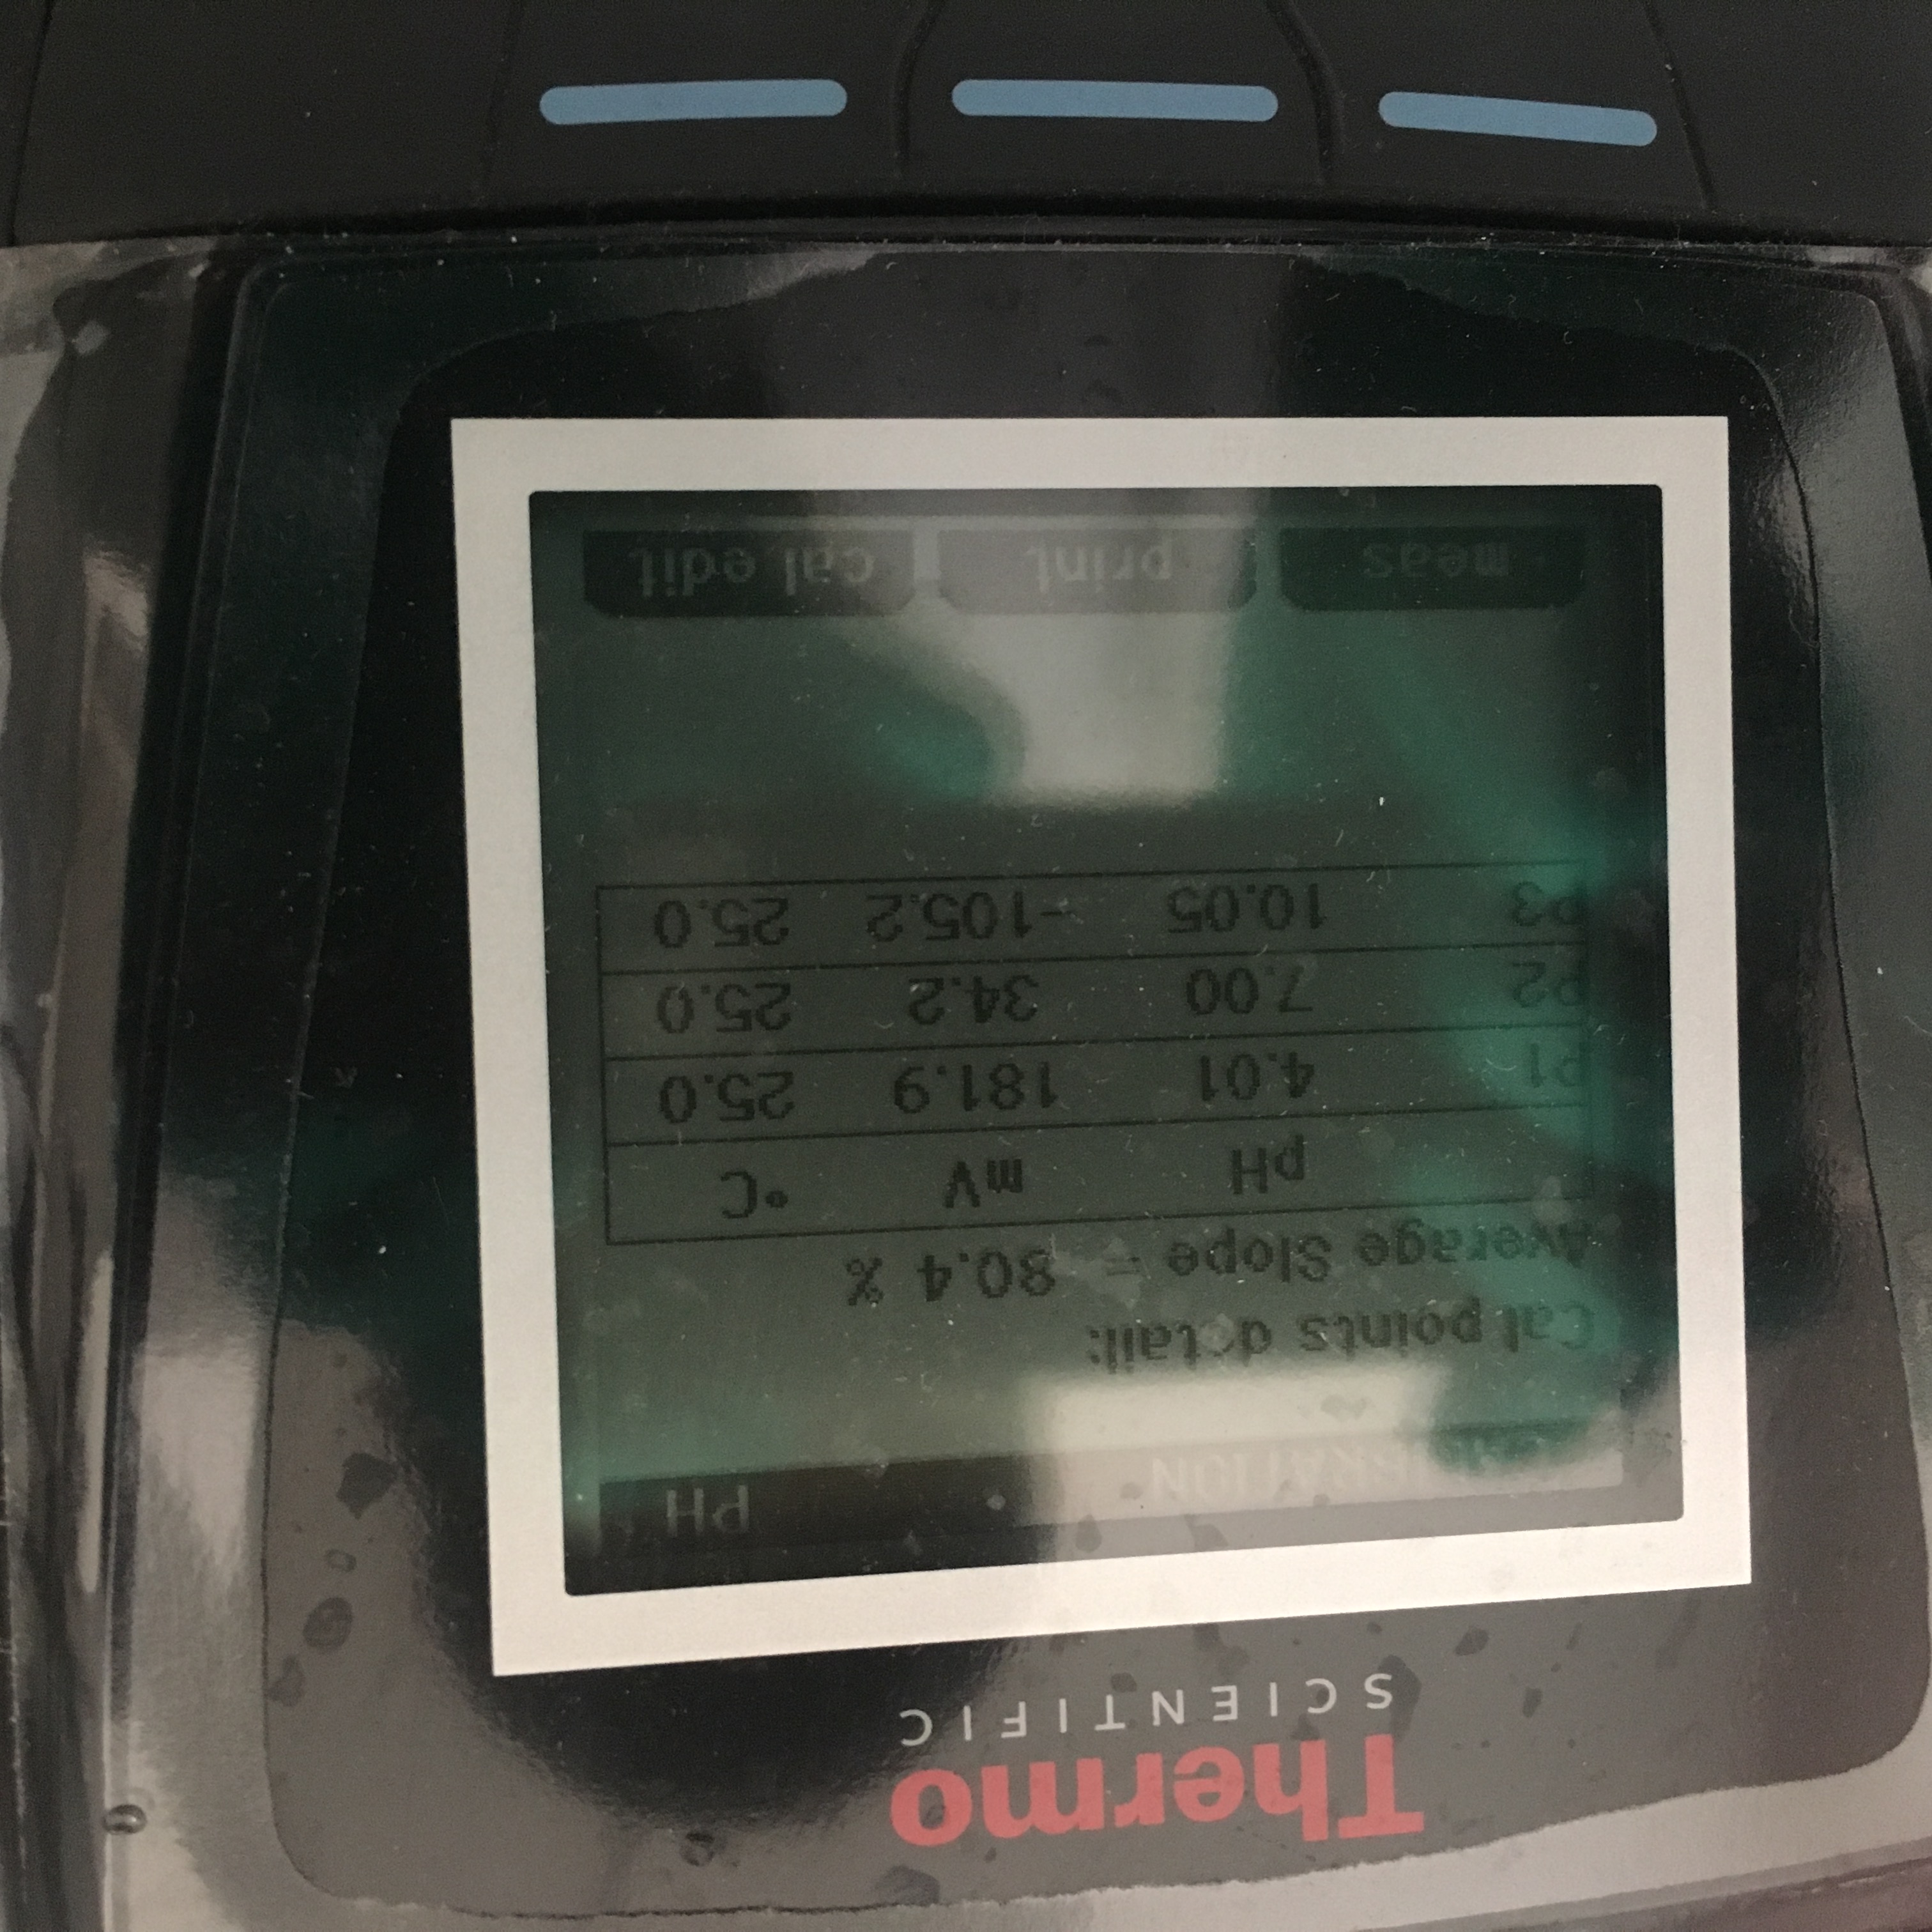 Thermo
SCIENTIFIC
CALIBRATION PH
Cal points detail:
Average Slope = 80.4 %
pH mV °C
P1 4.01 181.9 25.0
P2 7.00 34.2 25.0
P3 10.05 -105.2 25.0
meas print cal edit